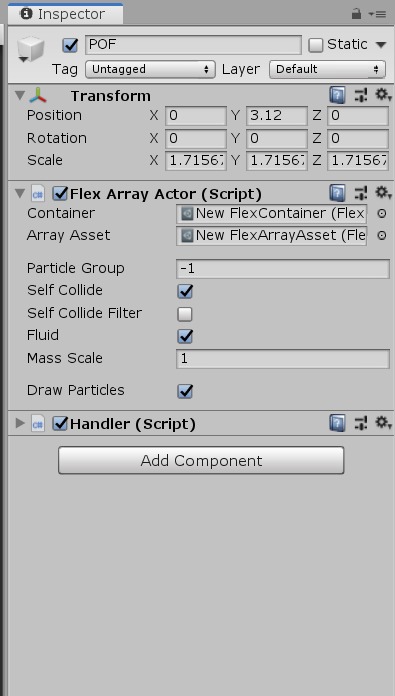 Inspector
POF Static
Tag Untagged Layer Default
Transform
Position X 0 Y 3.12 Z 0
Rotation X 0 Y 0 Z 0
Scale X 1.71567 Y 1.71567 Z 1.71567
Flex Array Actor (Script)
Container New FlexContainer (Flex
Array Asset New FlexArrayAsset (Fle
Particle Group -1
Self Collide
Self Collide Filter
Fluid
Mass Scale 1
Draw Particles
Handler (Script)
Add Component